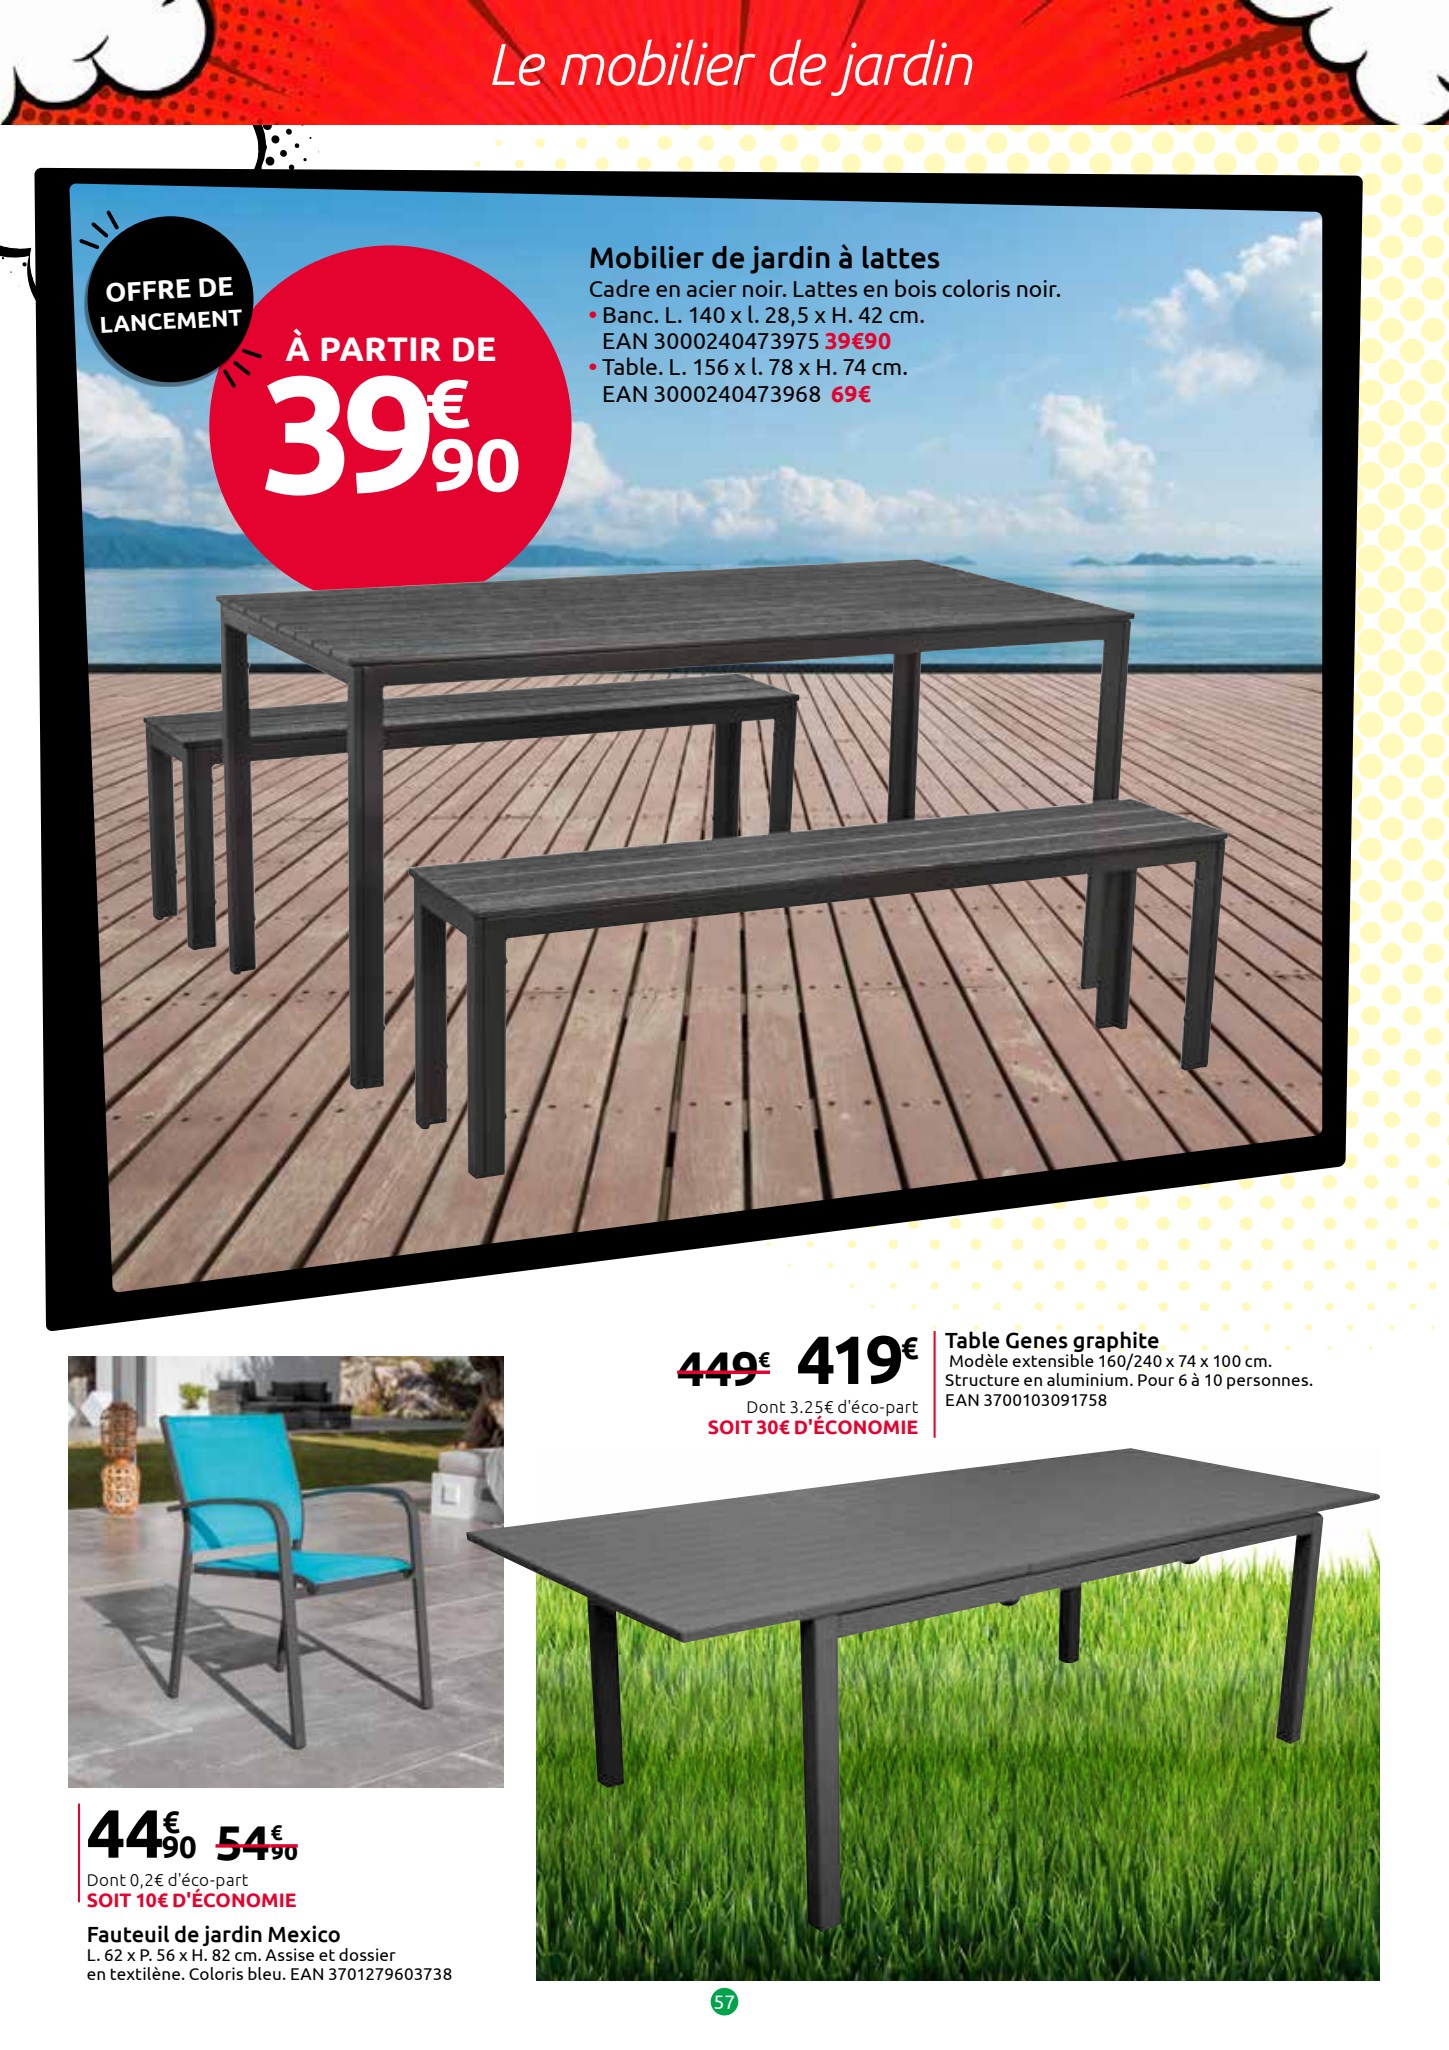 Le mobilier de jardin
OFFRE DE
LANCEMENT
À PARTIR DE
39€90
Mobilier de jardin à lattes
Cadre en acier noir. Lattes en bois coloris noir.
• Banc. L. 140 x l. 28,5 x H. 42 cm.
EAN 3000240473975 39€90
• Table. L. 156 x l. 78 x H. 74 cm.
EAN 3000240473968 69€
449€ 419€
Dont 3.25€ d'éco-part
SOIT 30€ D'ÉCONOMIE
Table Genes graphite
Modèle extensible 160/240 x 74 x 100 cm.
Structure en aluminium. Pour 6 à 10 personnes.
EAN 3700103091758
44€90 54€90
Dont 0,2€ d'éco-part
SOIT 10€ D'ÉCONOMIE
Fauteuil de jardin Mexico
L. 62 x P. 56 x H. 82 cm. Assise et dossier
en textilène. Coloris bleu. EAN 3701279603738
57